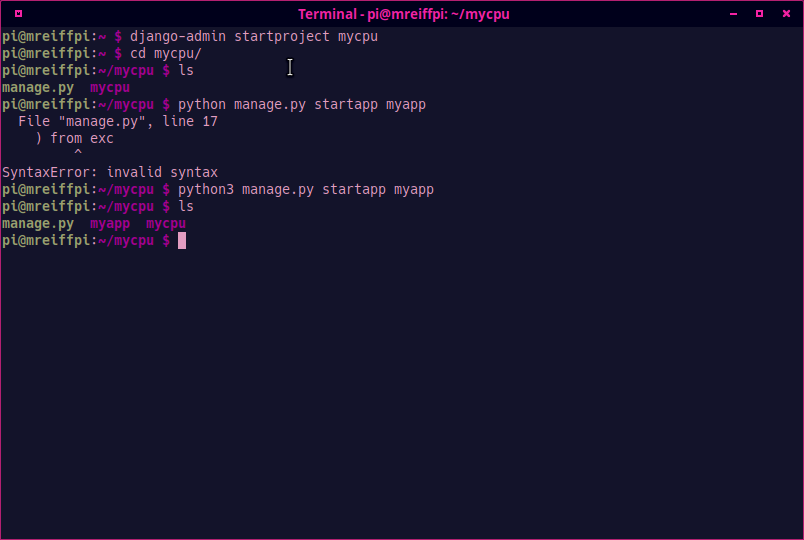 Terminal - pi@mreiffpi: ~/mycpu
pi@mreiffpi:~ $ django-admin startproject mycpu
pi@mreiffpi:~ $ cd mycpu/
pi@mreiffpi:~/mycpu $ ls
manage.py  mycpu
pi@mreiffpi:~/mycpu $ python manage.py startapp myapp
  File "manage.py", line 17
    ) from exc
         ^
SyntaxError: invalid syntax
pi@mreiffpi:~/mycpu $ python3 manage.py startapp myapp
pi@mreiffpi:~/mycpu $ ls
manage.py  myapp  mycpu
pi@mreiffpi:~/mycpu $